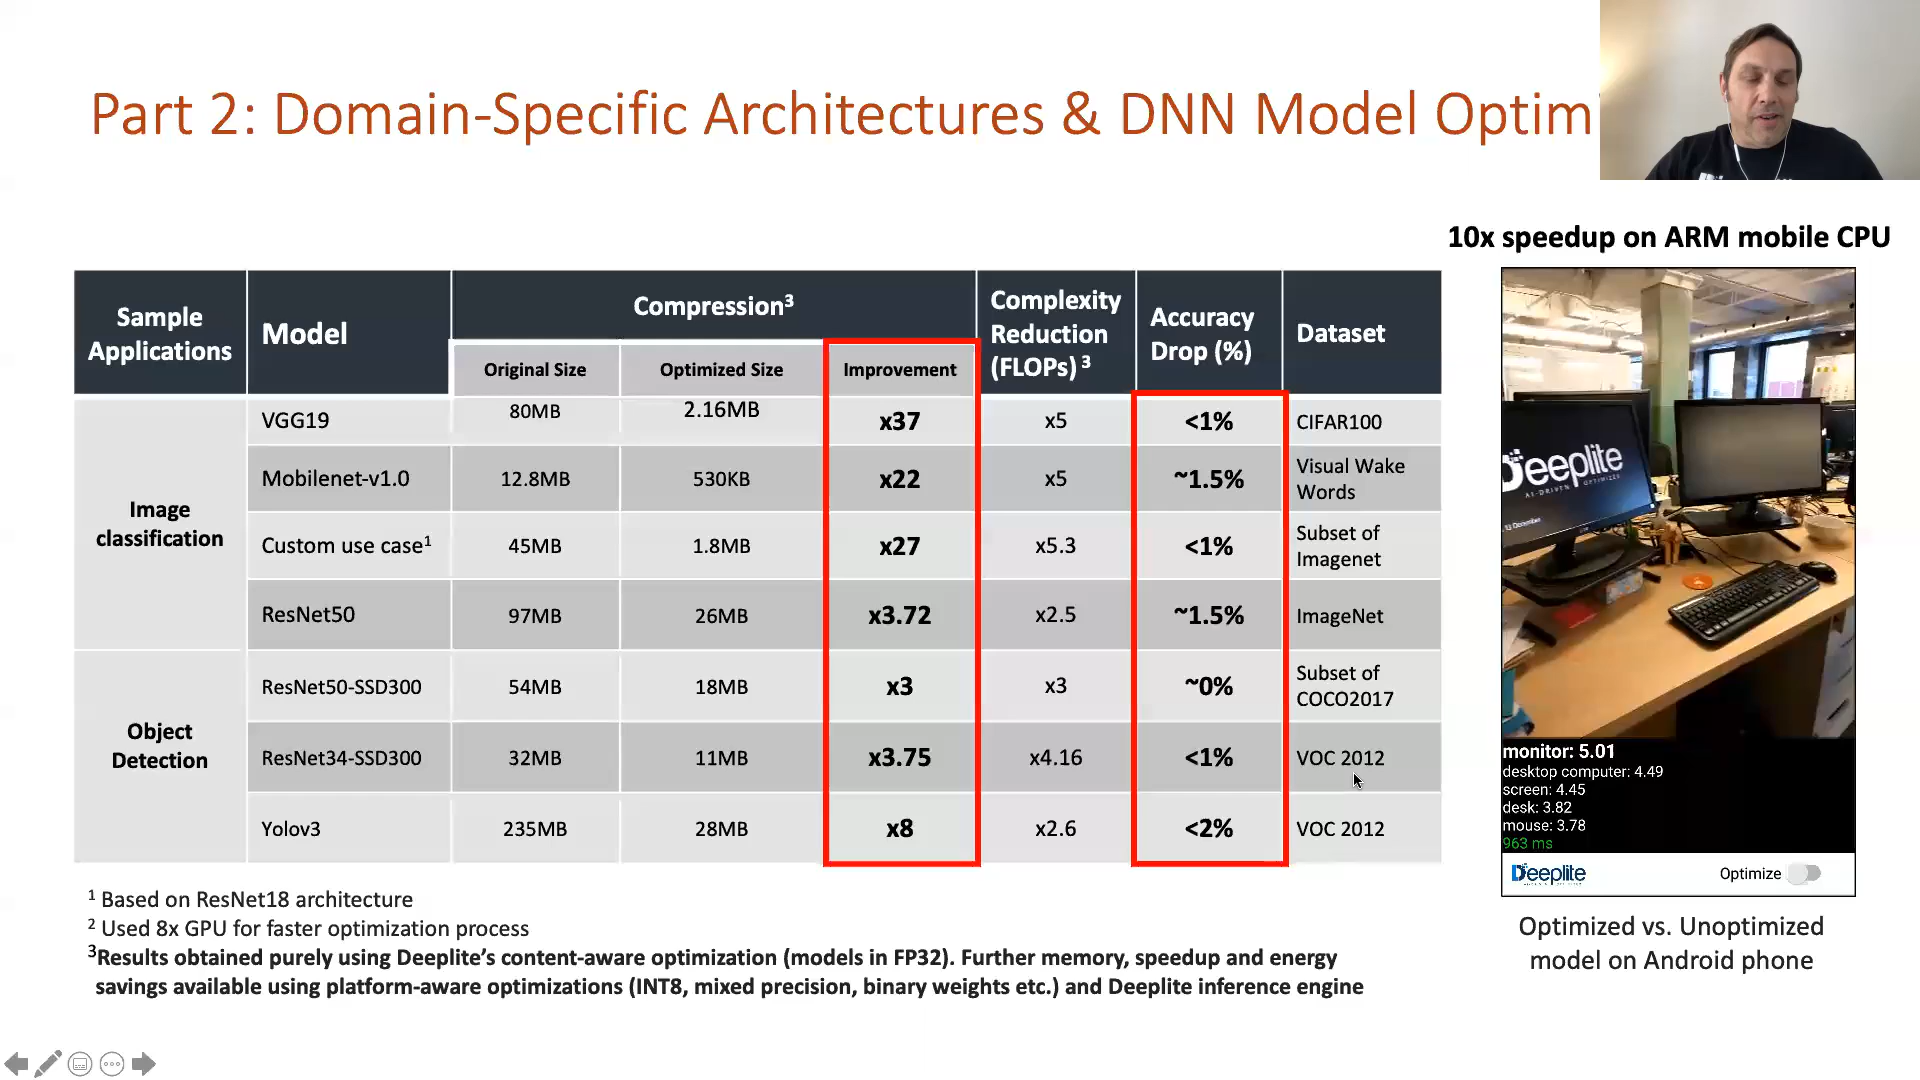 Part 2: Domain-Specific Architectures & DNN Model Optim
10x speedup on ARM mobile CPU
Sample Applications
Model
Compression³
Original Size
Optimized Size
Improvement
Complexity Reduction (FLOPs) ³
Accuracy Drop (%)
Dataset
Image classification
VGG19 80MB 2.16MB x37 x5 <1% CIFAR100
Mobilenet-v1.0 12.8MB 530KB x22 x5 ~1.5% Visual Wake Words
Custom use case¹ 45MB 1.8MB x27 x5.3 <1% Subset of Imagenet
ResNet50 97MB 26MB x3.72 x2.5 ~1.5% ImageNet
Object Detection
ResNet50-SSD300 54MB 18MB x3 x3 ~0% Subset of COCO2017
ResNet34-SSD300 32MB 11MB x3.75 x4.16 <1% VOC 2012
Yolov3 235MB 28MB x8 x2.6 <2% VOC 2012
¹ Based on ResNet18 architecture
² Used 8x GPU for faster optimization process
³Results obtained purely using Deeplite’s content-aware optimization (models in FP32). Further memory, speedup and energy
savings available using platform-aware optimizations (INT8, mixed precision, binary weights etc.) and Deeplite inference engine
Deeplite
AI-DRIVEN OPTIMIZER
monitor: 5.01
desktop computer: 4.49
screen: 4.45
desk: 3.82
mouse: 3.78
963 ms
Deeplite
Optimize
Optimized vs. Unoptimized
model on Android phone